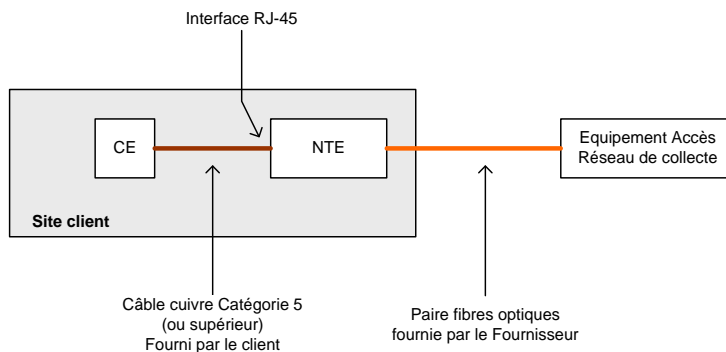 Interface RJ-45
CE
NTE
Equipement Accès
Réseau de collecte
Site client
Câble cuivre Catégorie 5
(ou supérieur)
Fourni par le client
Paire fibres optiques
fournie par le Fournisseur